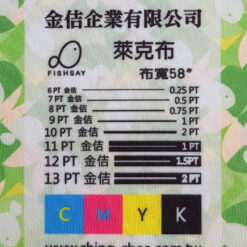 金佶企業有限公司
FISHSAY
萊克布
布寬58″
6 PT 金佶 0.25 PT
7 PT 金佶 0.5 PT
8 PT 金佶 0.75 PT
9 PT 金佶 1 PT
10 PT 金佶 2 PT
11 PT 金佶 1 PT
12 PT 金佶 1.5PT
13 PT 金佶 2 PT
C M Y K